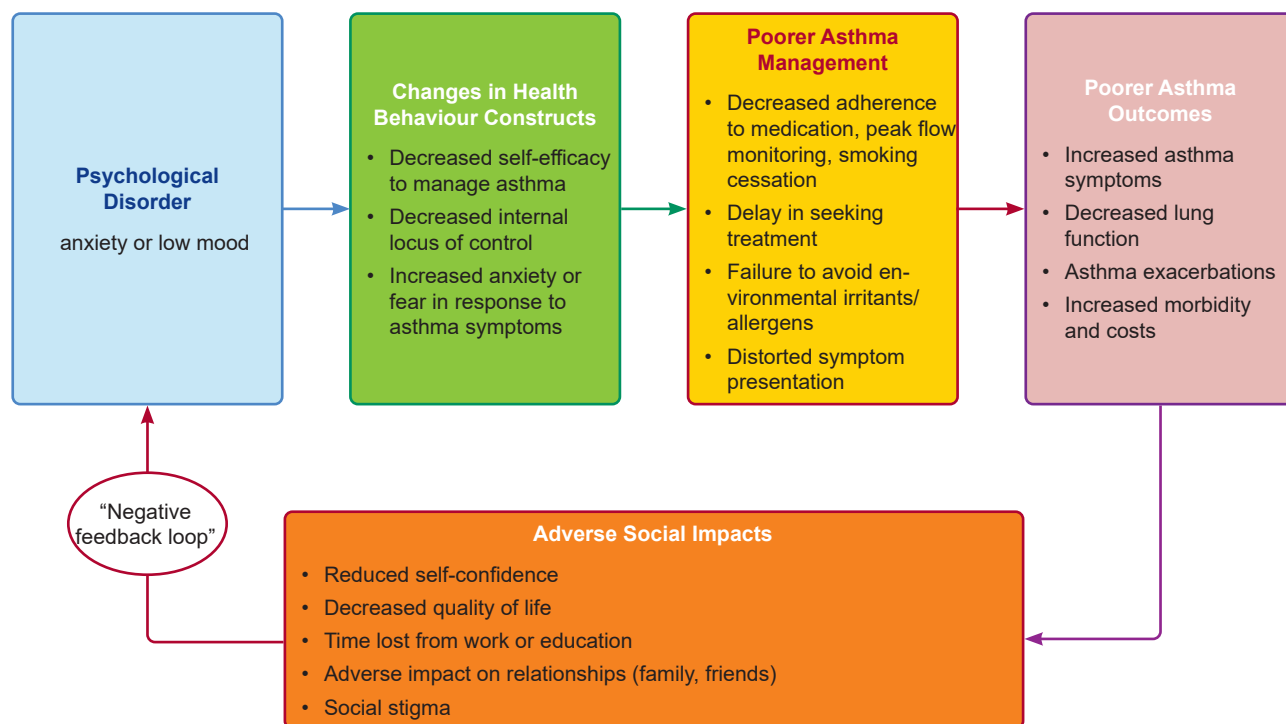 Psychological
Disorder
anxiety or low mood
Changes in Health
Behaviour Constructs
• Decreased self-efficacy
to manage asthma
• Decreased internal
locus of control
• Increased anxiety or
fear in response to
asthma symptoms
Poorer Asthma
Management
• Decreased adherence
to medication, peak flow
monitoring, smoking
cessation
• Delay in seeking
treatment
• Failure to avoid en-
vironmental irritants/
allergens
• Distorted symptom
presentation
Poorer Asthma
Outcomes
• Increased asthma
symptoms
• Decreased lung
function
• Asthma exacerbations
• Increased morbidity
and costs
“Negative
feedback loop”
Adverse Social Impacts
• Reduced self-confidence
• Decreased quality of life
• Time lost from work or education
• Adverse impact on relationships (family, friends)
• Social stigma